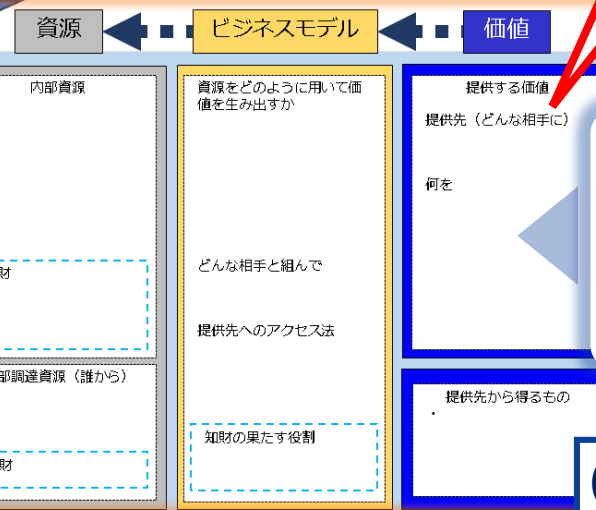 資源
ビジネスモデル
価値
内部資源
財
部調達資源（誰から）
財
資源をどのように用いて価
値を生み出すか
どんな相手と組んで
提供先へのアクセス法
知財の果たす役割
提供する価値
提供先（どんな相手に）
何を
提供先から得るもの
・